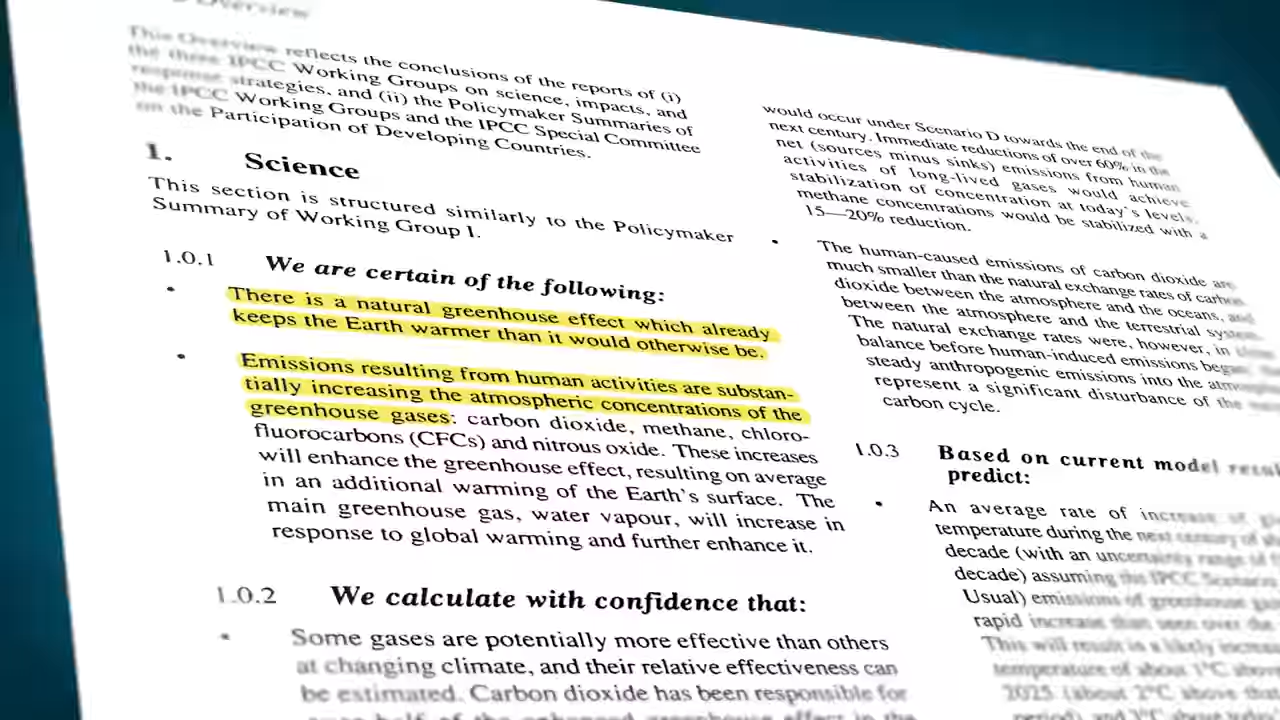 Overview
This Overview reflects the conclusions of the reports of (i)
the three IPCC Working Groups on science, impacts, and
response strategies, and (ii) the Policymaker Summaries of
the IPCC Working Groups and the IPCC Special Committee
on the Participation of Developing Countries.
1. Science
This section is structured similarly to the Policymaker
Summary of Working Group I.
1.0.1 We are certain of the following:
• There is a natural greenhouse effect which already
keeps the Earth warmer than it would otherwise be.
• Emissions resulting from human activities are substan-
tially increasing the atmospheric concentrations of the
greenhouse gases: carbon dioxide, methane, chloro-
fluorocarbons (CFCs) and nitrous oxide. These increases
will enhance the greenhouse effect, resulting on average
in an additional warming of the Earth's surface. The
main greenhouse gas, water vapour, will increase in
response to global warming and further enhance it.
1.0.2 We calculate with confidence that:
• Some gases are potentially more effective than others
at changing climate, and their relative effectiveness can
be estimated. Carbon dioxide has been responsible for
half of the enhanced greenhouse effect in the
would occur under Scenario D towards the end of the
next century. Immediate reductions of over 60% in the
net (sources minus sinks) emissions from human
activities of long-lived gases would achieve
stabilization of concentration at today's levels,
methane concentrations would be stabilized with a
15—20% reduction.
• The human-caused emissions of carbon dioxide are
much smaller than the natural exchange rates of carbon
dioxide between the atmosphere and the oceans, and
between the atmosphere and the terrestrial system.
The natural exchange rates were, however, in close
balance before human-induced emissions began,
steady anthropogenic emissions into the
represent a significant disturbance of the
carbon cycle.
1.0.3 Based on current model
predict:
• An average rate of increase of
temperature during the next century of
decade (with an uncertainty range of
decade) assuming the IPCC Scenario
Usual) emissions of greenhouse
rapid increase than seen over the
This will result in a likely
temperature of about 1°C
2025 (about 2°C above that